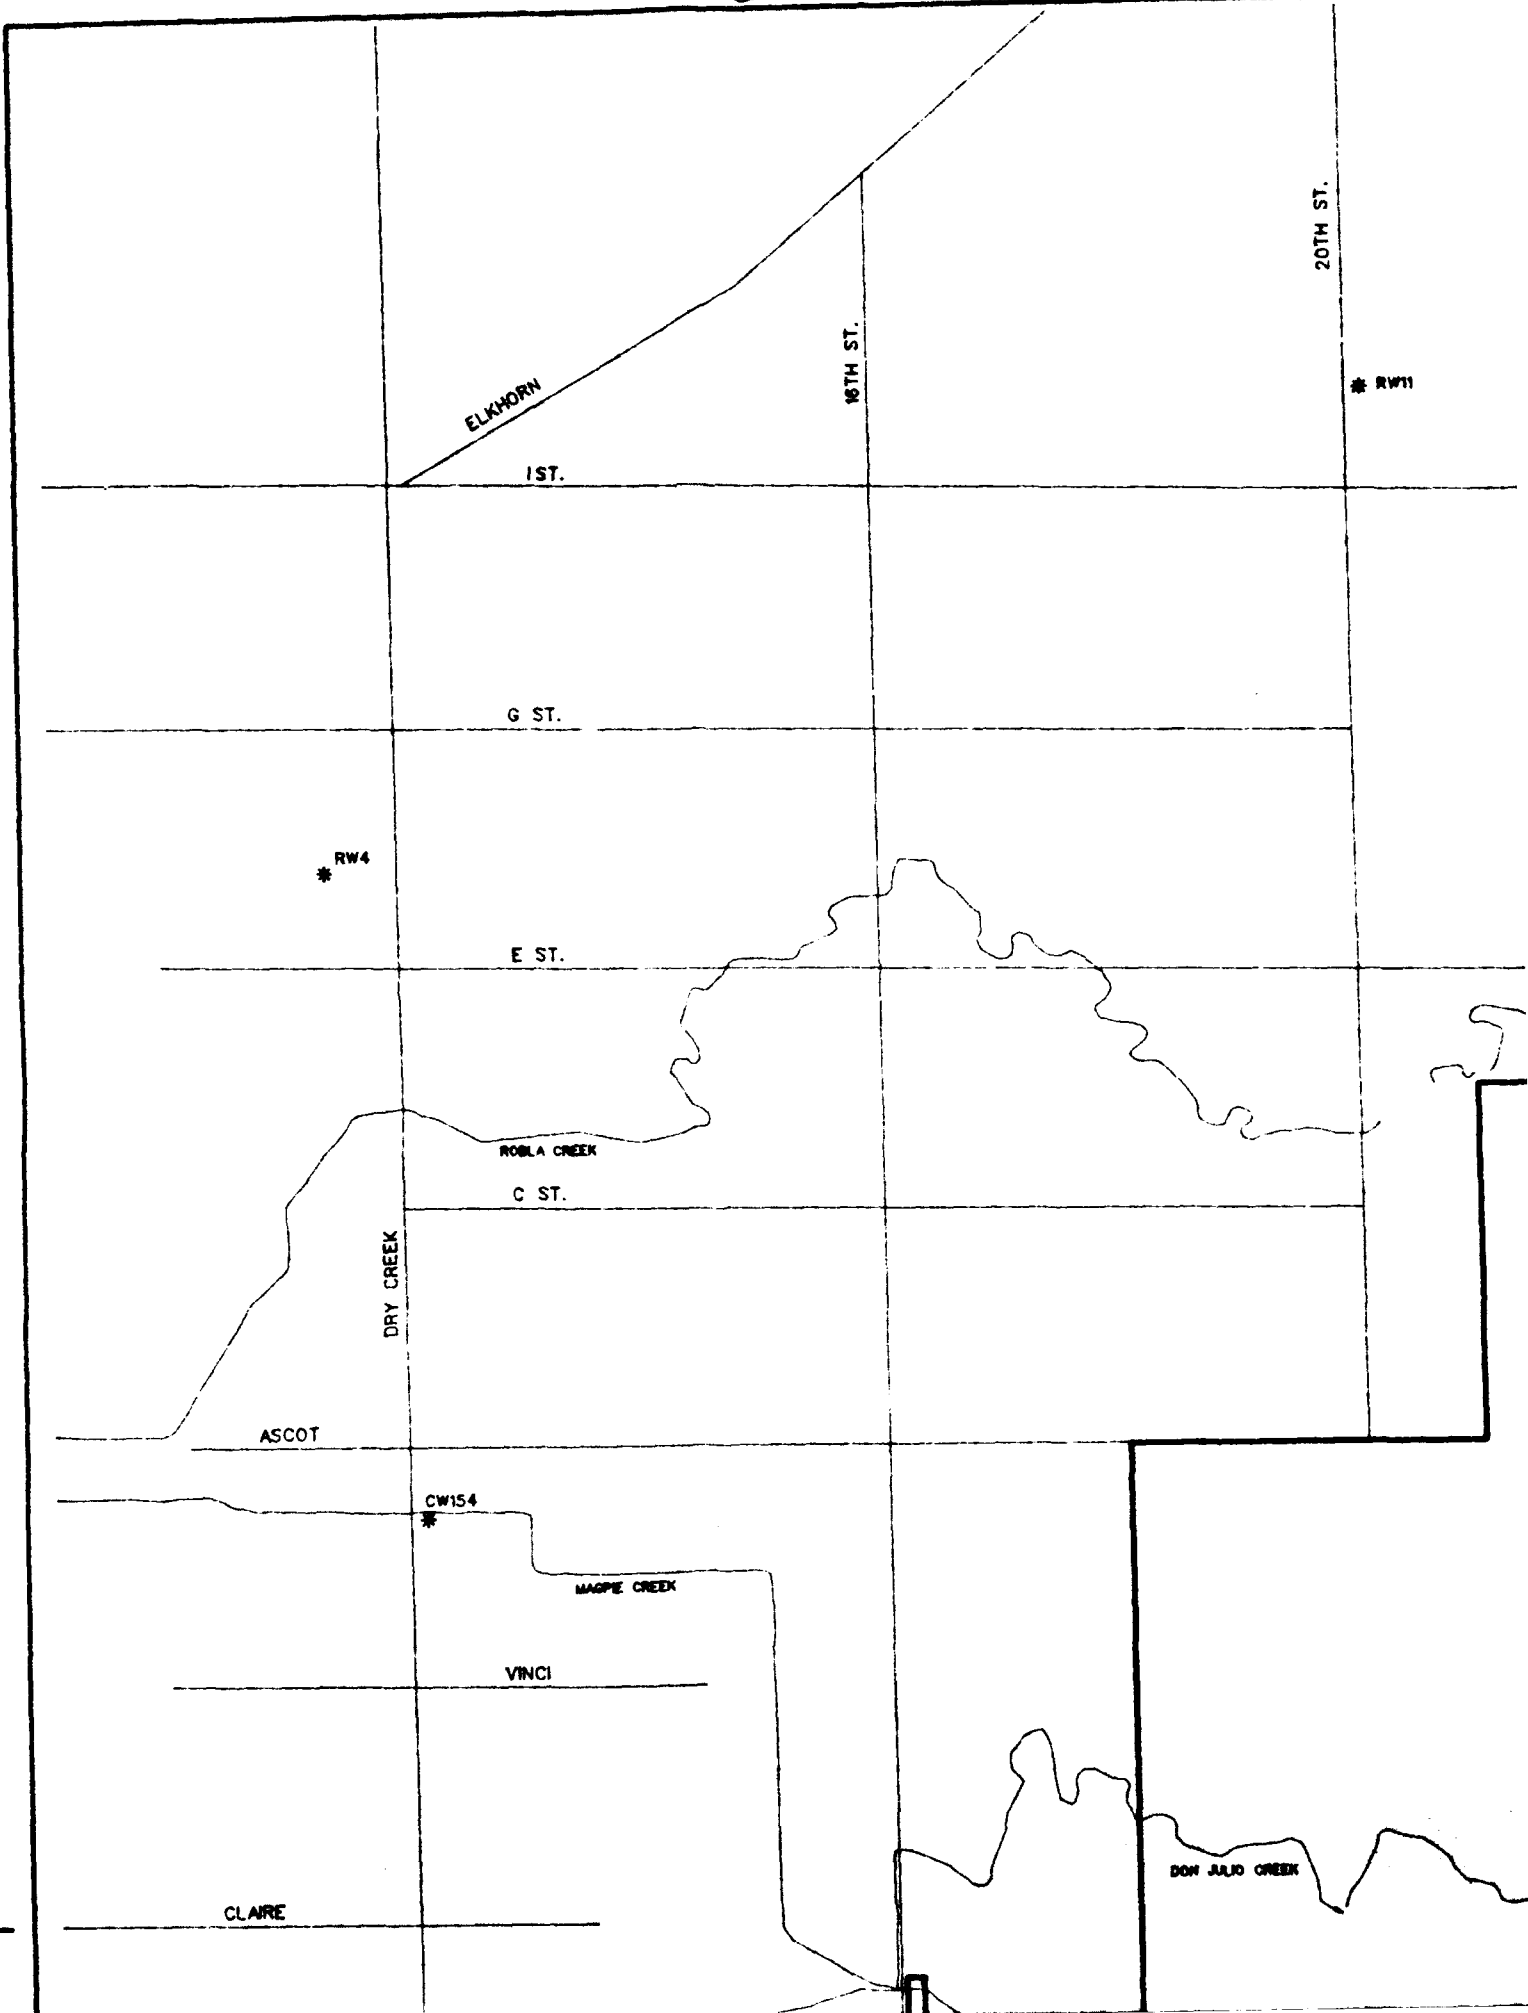 20TH ST.
16TH ST.
RW11
ELKHORN
I ST.
G ST.
RW4
E ST.
ROBLA CREEK
C ST.
DRY CREEK
ASCOT
CW154
MAGPIE CREEK
VINCI
DON JULIO CREEK
CLAIRE